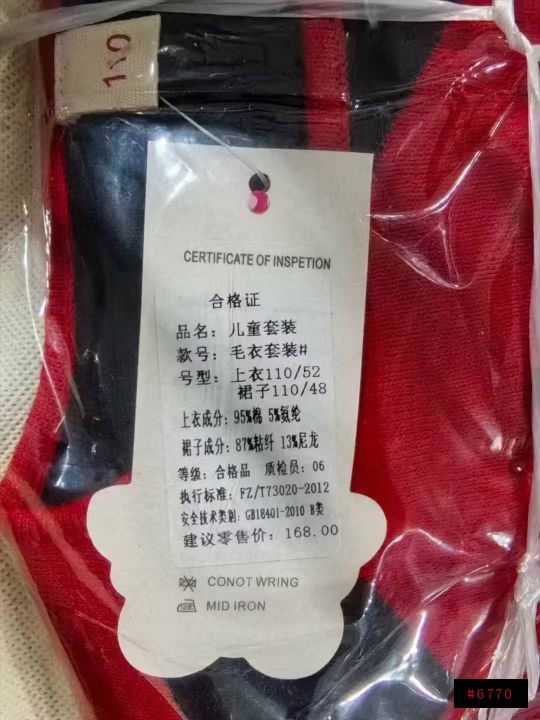 110
CERTIFICATE OF INSPETION
合格证
品名：儿童套装
款号：毛衣套装#
号型：上衣110/52
裙子110/48
上衣成分：95%棉 5%氨纶
裙子成分：87%粘纤 13%尼龙
等级：合格品 质检员：06
执行标准：FZ/T73020-2012
安全技术类别：GB18401-2010 B类
建议零售价：168.00
CONOT WRING
MID IRON
#6770